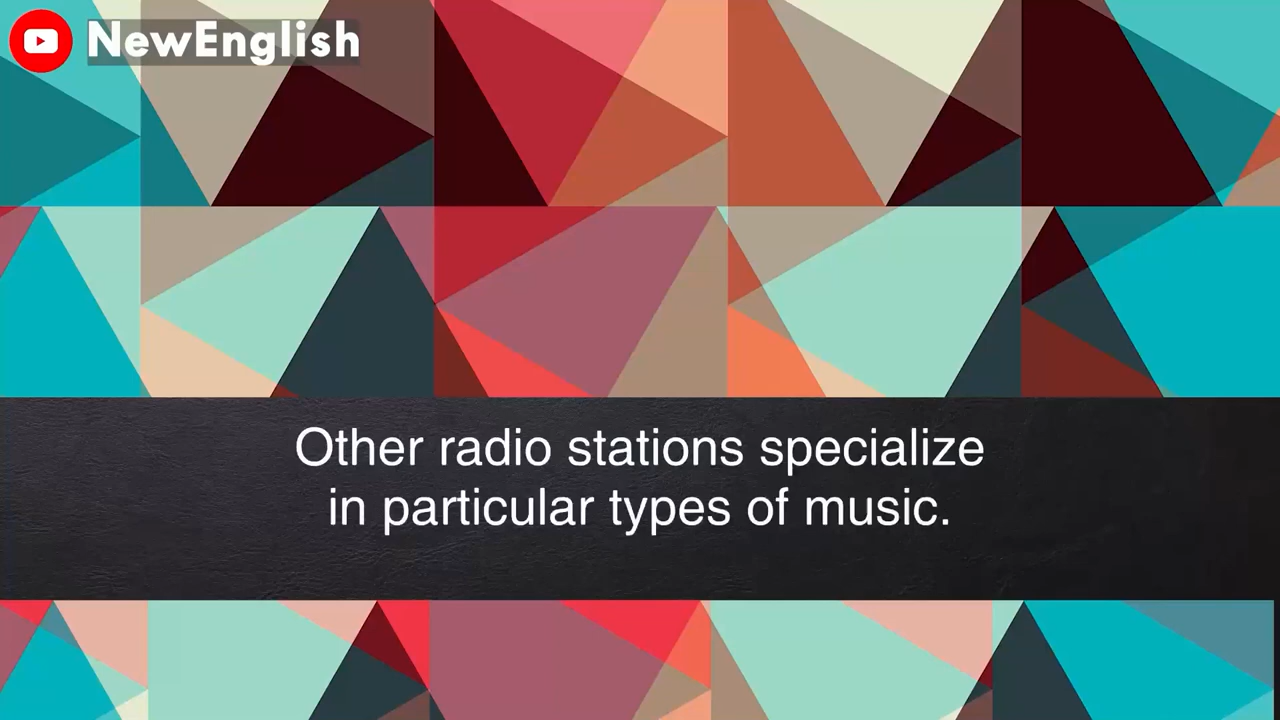 NewEnglish
Other radio stations specialize
in particular types of music.